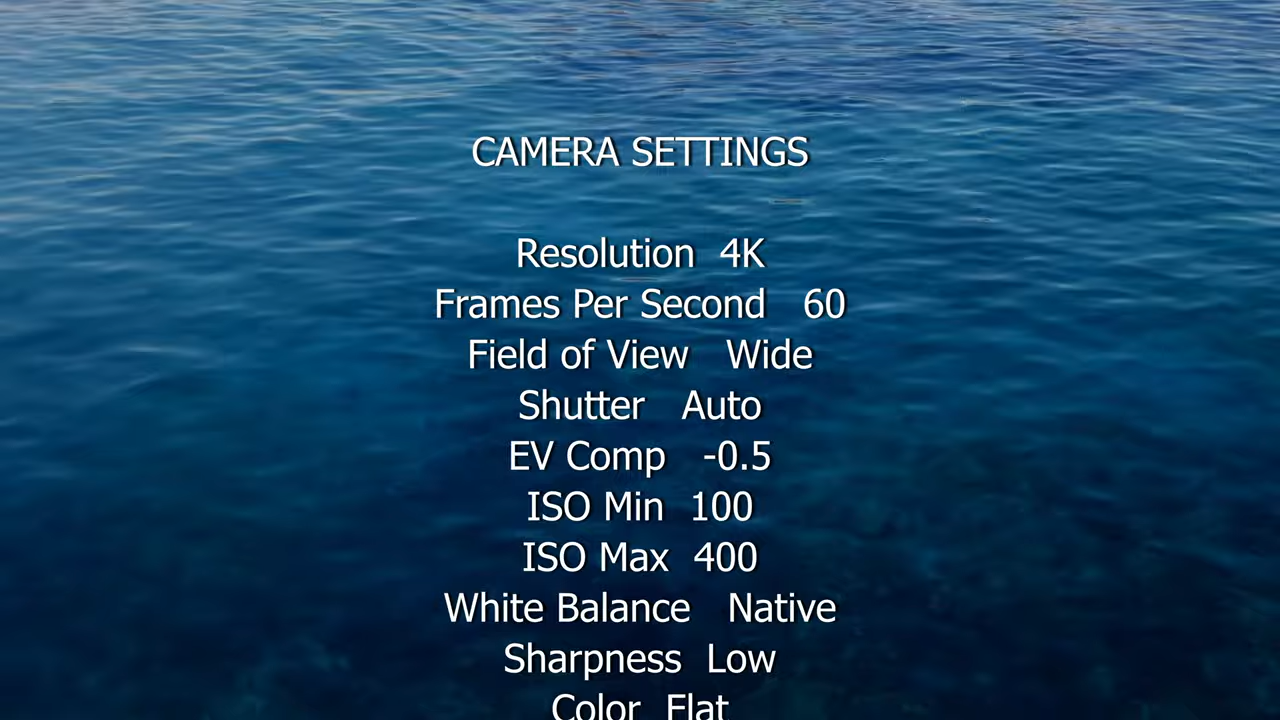 CAMERA SETTINGS
Resolution 4K
Frames Per Second 60
Field of View Wide
Shutter Auto
EV Comp -0.5
ISO Min 100
ISO Max 400
White Balance Native
Sharpness Low
Color Flat